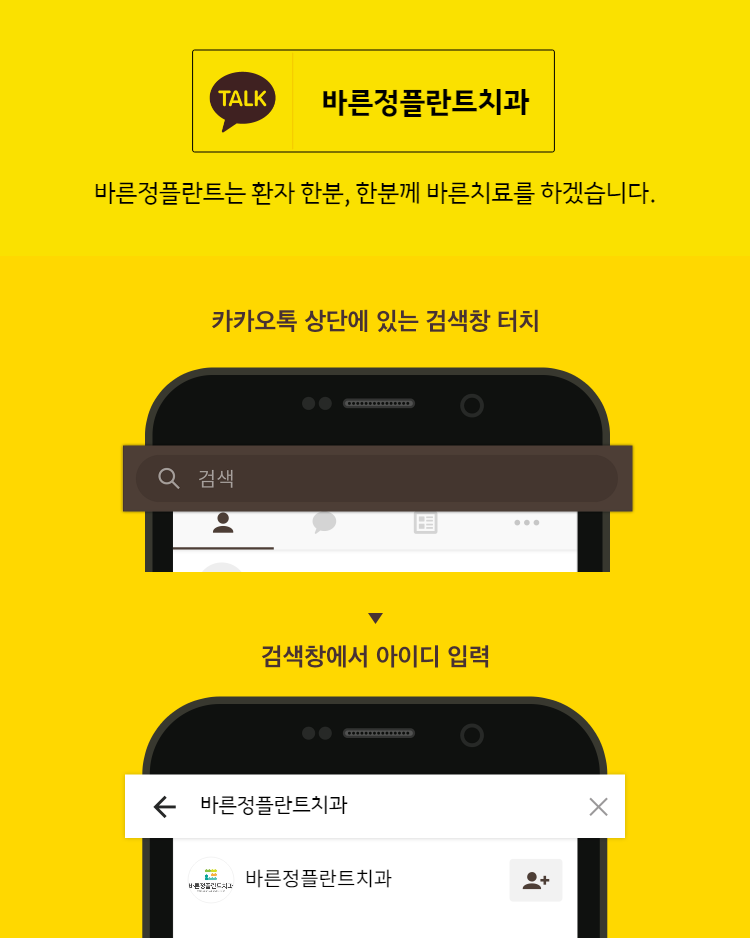 TALK
바른정플란트치과
바른정플란트는 환자 한분, 한분께 바른치료를 하겠습니다.
카카오톡 상단에 있는 검색창 터치
검색
검색창에서 아이디 입력
바른정플란트치과
바른정플란트치과
바른정플란트치과